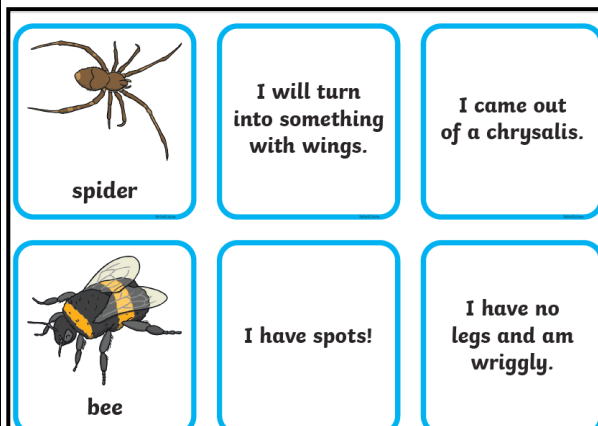 spider
I will turn
into something
with wings.
I came out
of a chrysalis.
bee
I have spots!
I have no
legs and am
wriggly.